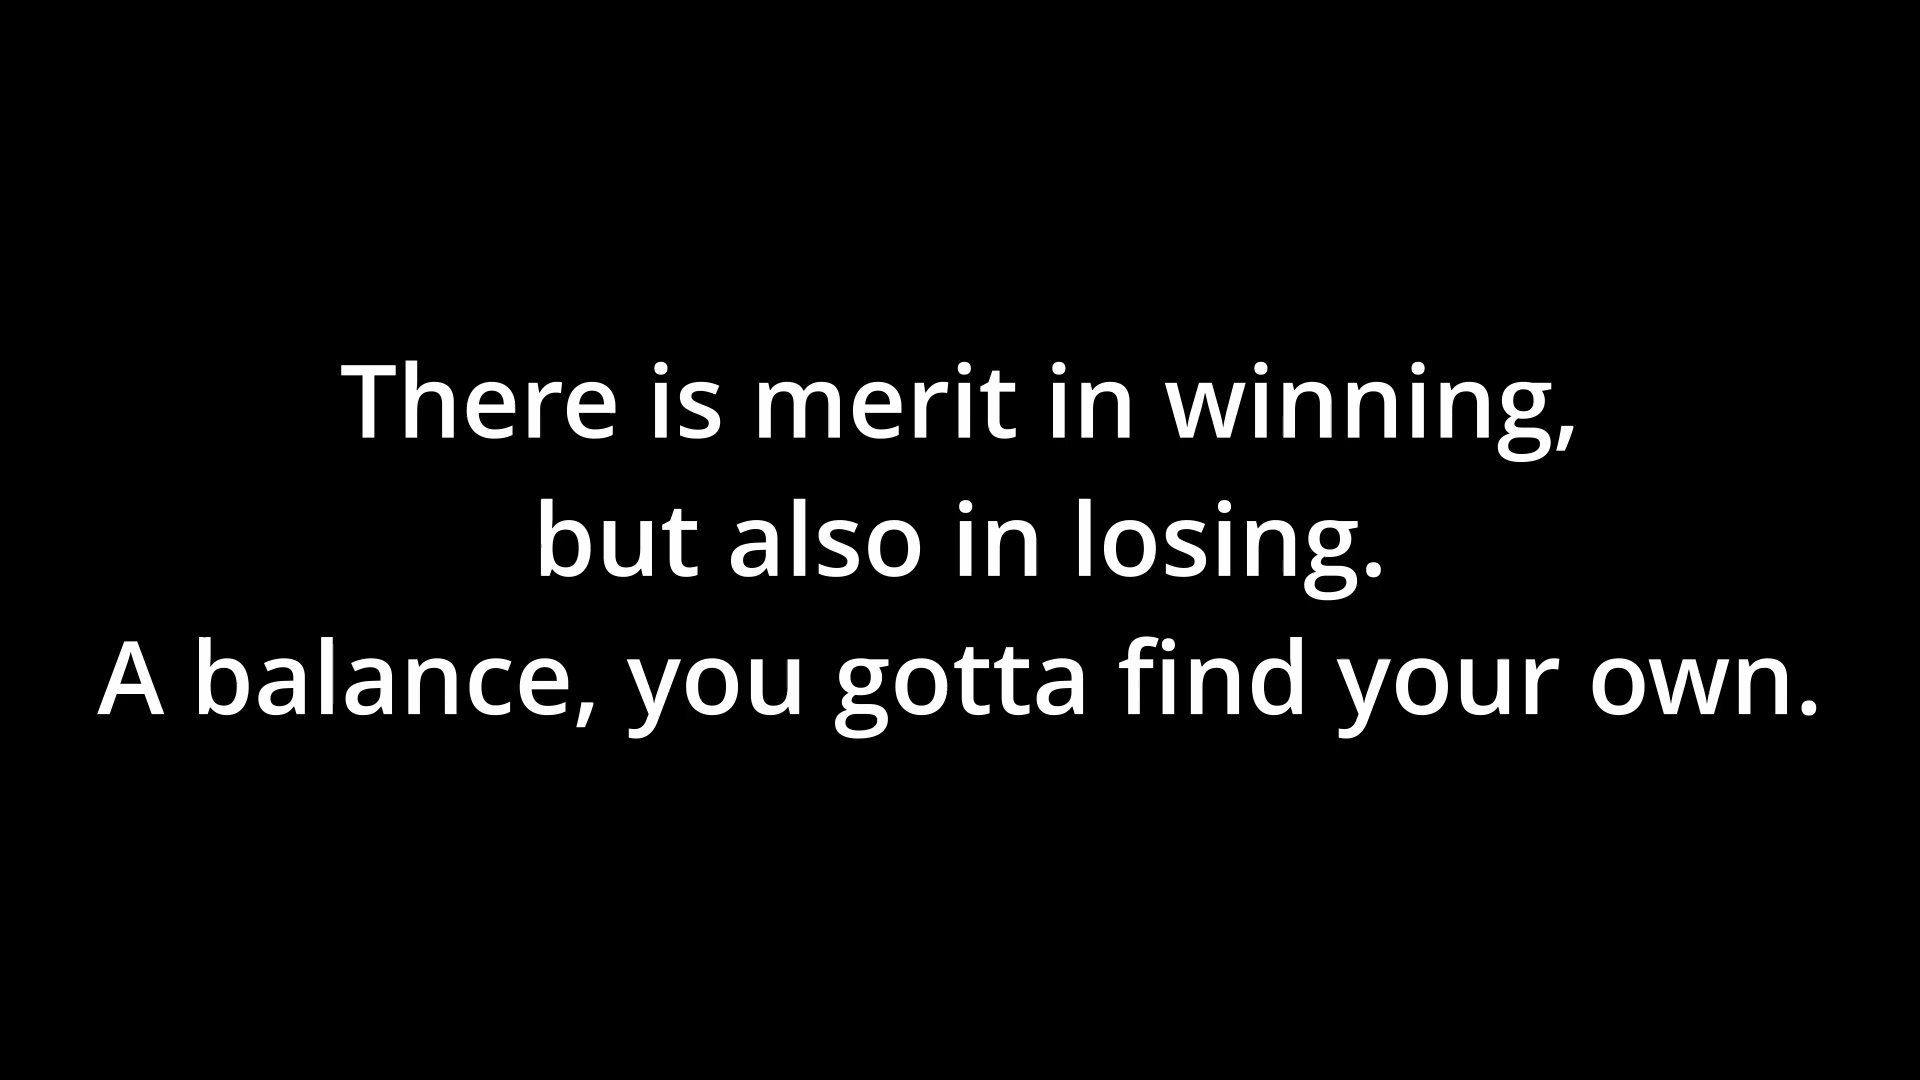 There is merit in winning,
but also in losing.
A balance, you gotta find your own.